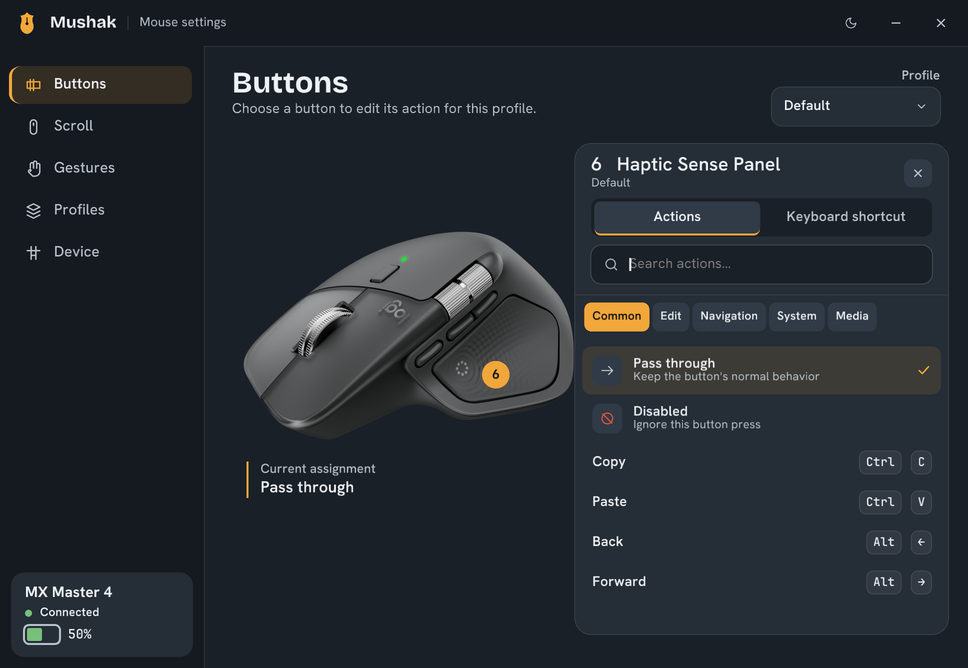 Mushak
Mouse settings
Buttons
Scroll
Gestures
Profiles
Device
MX Master 4
Connected
50%
Buttons
Choose a button to edit its action for this profile.
Profile
Default
logi
6
Current assignment
Pass through
6 Haptic Sense Panel
Default
Actions
Keyboard shortcut
Search actions...
Common
Edit
Navigation
System
Media
Pass through
Keep the button's normal behavior
Disabled
Ignore this button press
Copy Ctrl C
Paste Ctrl V
Back Alt ←
Forward Alt →